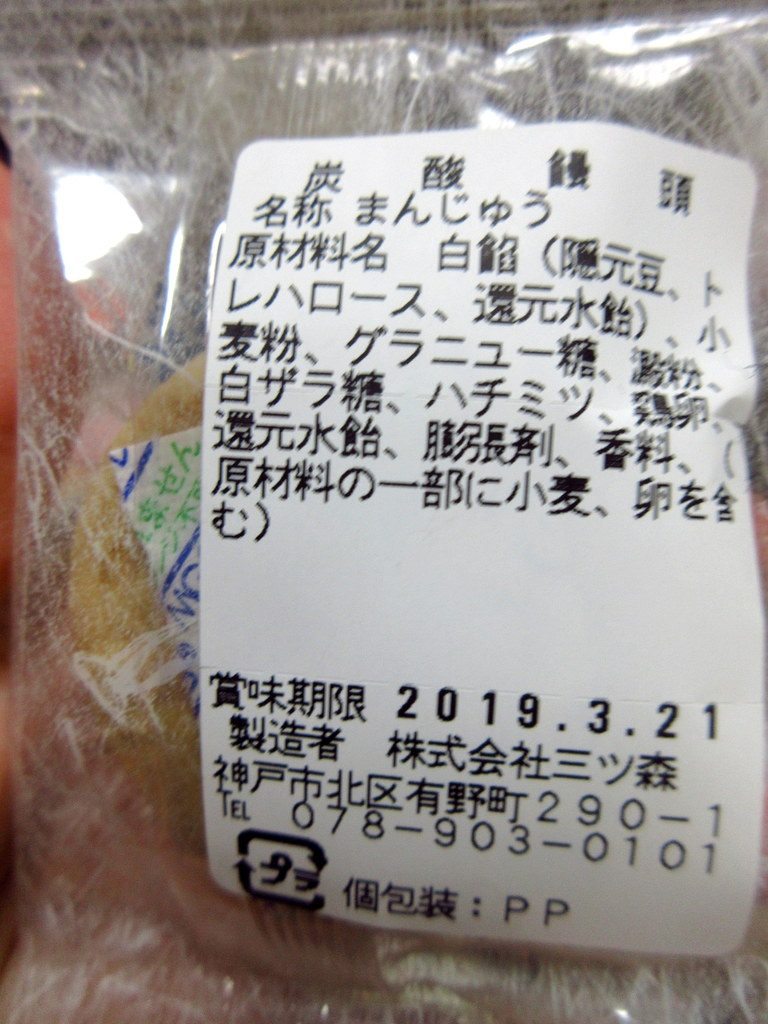 炭酸饅頭
名称 まんじゅう
原材料名 白餡（隠元豆、ト
レハロース、還元水飴）、小
麦粉、グラニュー糖、澱粉、
白ザラ糖、ハチミツ、鶏卵、
還元水飴、膨張剤、香料、（
原材料の一部に小麦、卵を含
む）
賞味期限 2019.3.21
製造者 株式会社三ツ森
神戸市北区有野町290-1
TEL 078-903-0101
プラ 個包装：PP